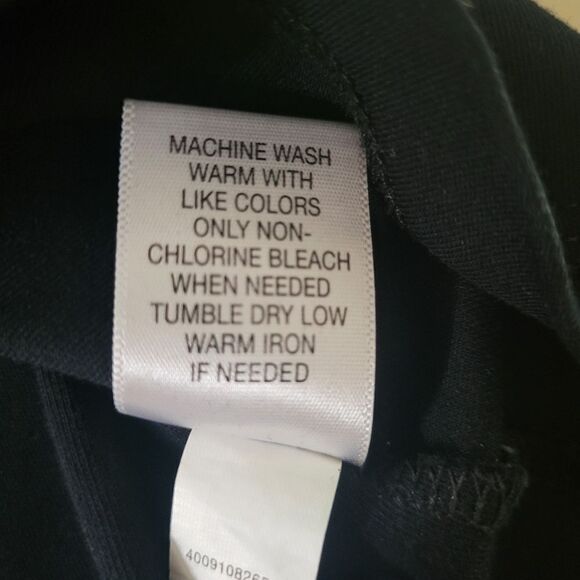 MACHINE WASH
WARM WITH
LIKE COLORS
ONLY NON-
CHLORINE BLEACH
WHEN NEEDED
TUMBLE DRY LOW
WARM IRON
IF NEEDED